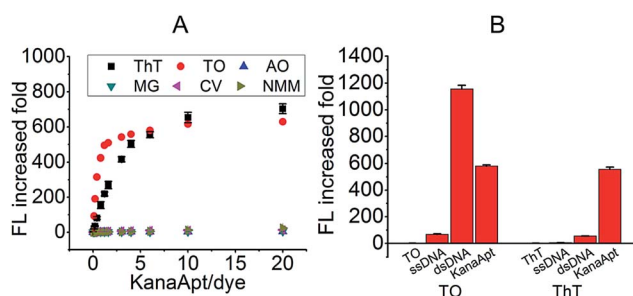 A
FL increased fold
1000
800
600
400
200
0
ThT TO AO
MG CV NMM
0 5 10 15 20
KanaApt/dye
B
FL increased fold
1400
1200
1000
800
600
400
200
0
TO ssDNA dsDNA KanaApt ThT ssDNA dsDNA KanaApt
TO ThT